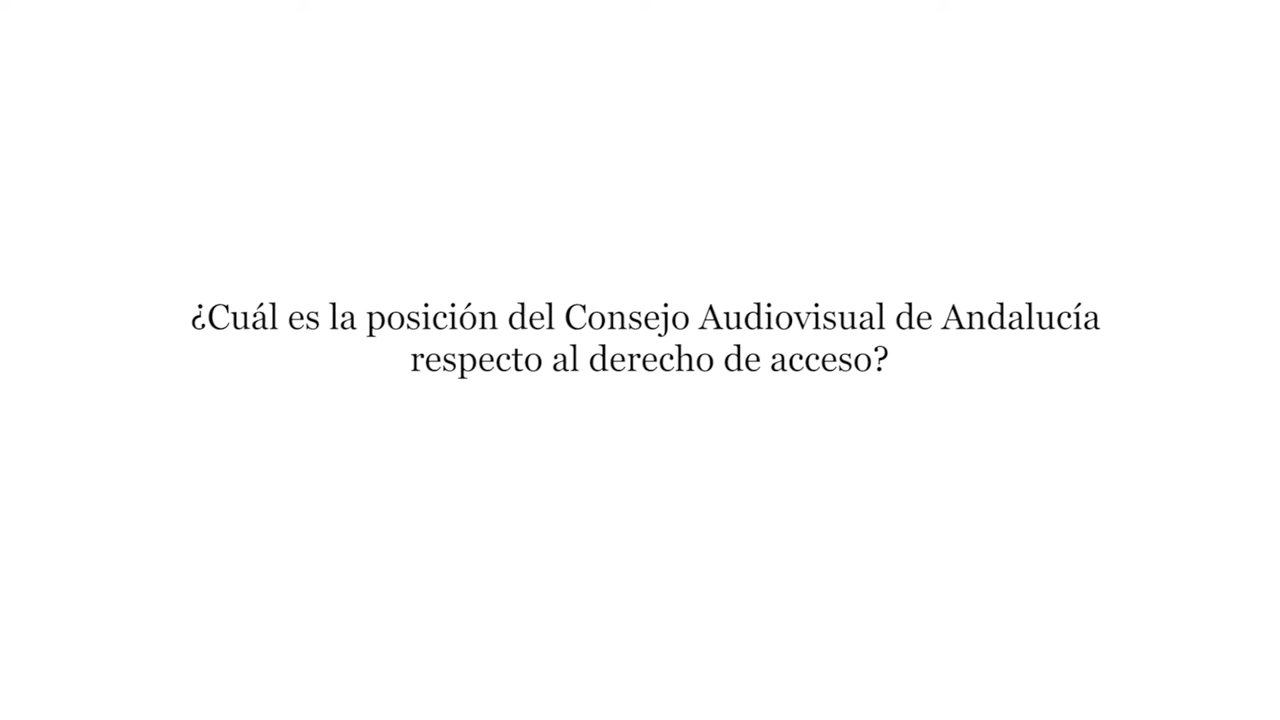 ¿Cuál es la posición del Consejo Audiovisual de Andalucía
respecto al derecho de acceso?